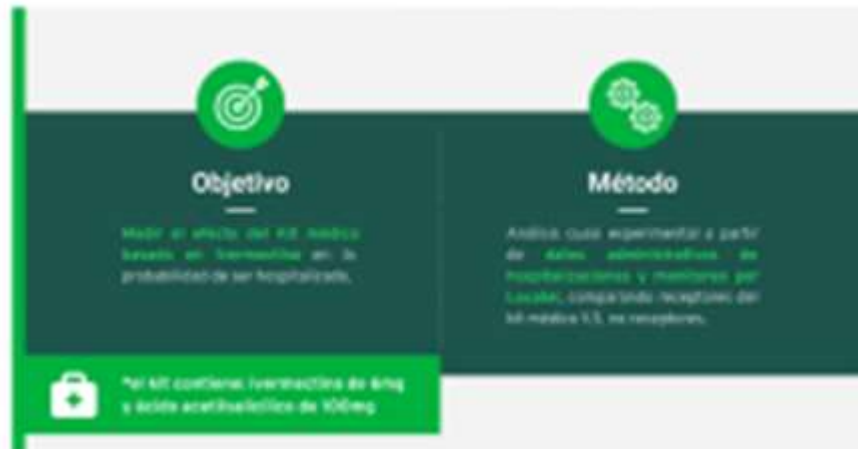 Objetivo
Medir el efecto del Kit médico
basado en Ivermectina en la
probabilidad de ser hospitalizado.
Método
Análisis cuasi experimental a partir
de datos administrativos de
hospitalizaciones y monitoreo por
Locatel, comparando receptores del
kit médico V.S. no receptores.
*el kit contiene: ivermectina de 6mg
y ácido acetilsalicílico de 100mg